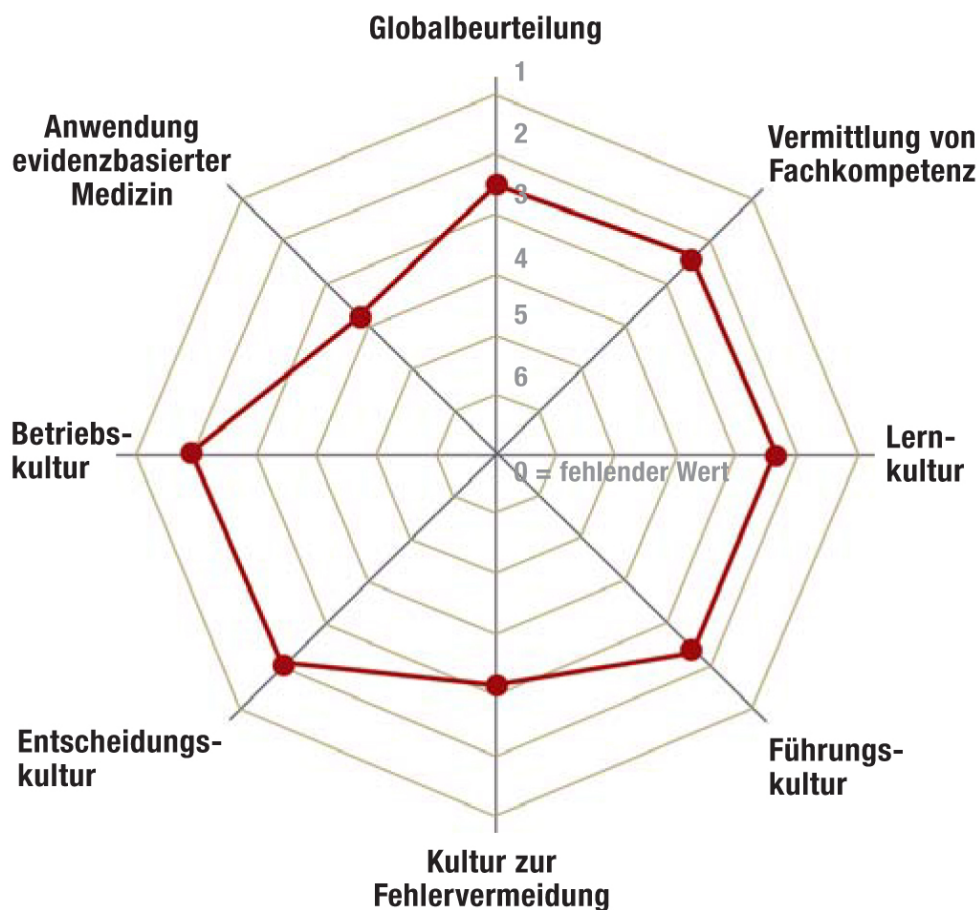 Globalbeurteilung
1
2
3
4
5
6
0 = fehlender Wert
Vermittlung von
Fachkompetenz
Lern-
kultur
Führungs-
kultur
Kultur zur
Fehlervermeidung
Entscheidungs-
kultur
Betriebs-
kultur
Anwendung
evidenzbasierter
Medizin